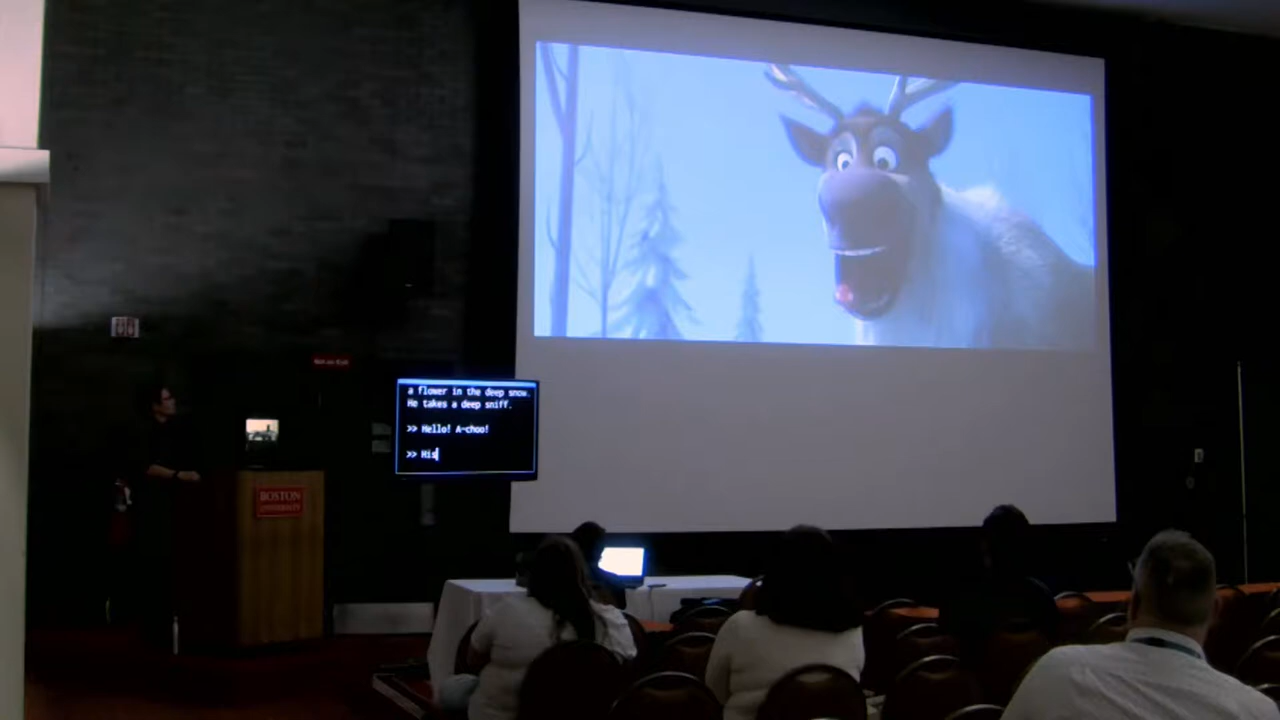 a flower in the deep snow.
He takes a deep sniff.
>> Hello! A-choo!
>> His
BOSTON
UNIVERSITY